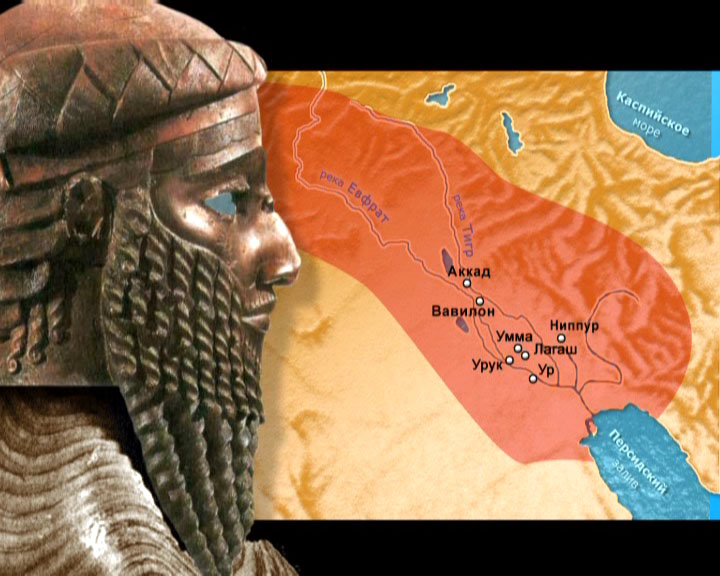 Каспийское
море
река Евфрат
река Тигр
Аккад
Вавилон
Ниппур
Умма
Лагаш
Урук
Ур
Персидский
залив